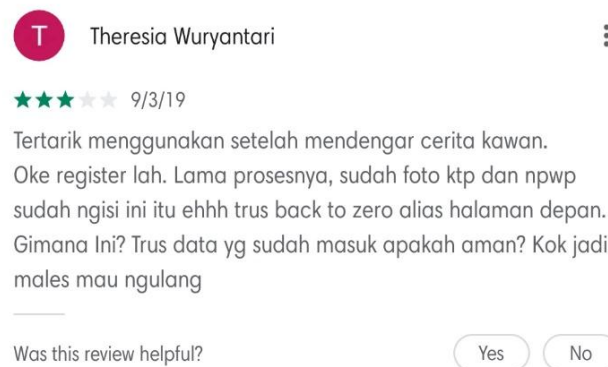 T
Theresia Wuryantari
9/3/19
Tertarik menggunakan setelah mendengar cerita kawan.
Oke register lah. Lama prosesnya, sudah foto ktp dan npwp
sudah ngisi ini itu ehhh trus back to zero alias halaman depan.
Gimana Ini? Trus data yg sudah masuk apakah aman? Kok jadi
males mau ngulang
Was this review helpful?
Yes
No